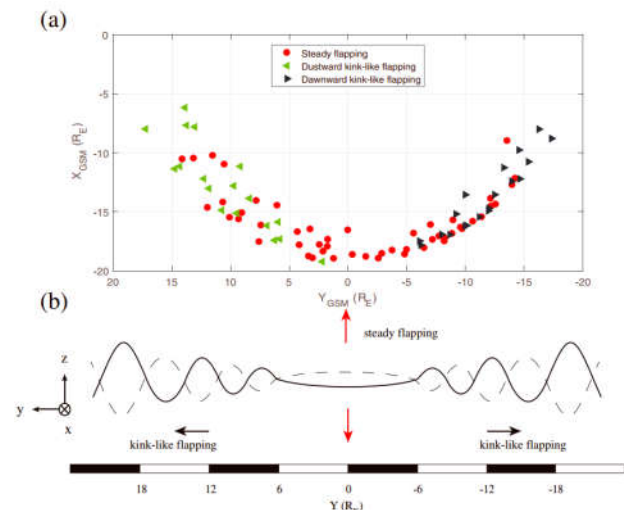 (a)
Steady flapping
Dustward kink-like flapping
Dawnward kink-like flapping
0
-5
-10
-15
-20
X_GSM (R_E)
20 15 10 5 0 -5 -10 -15 -20
Y_GSM (R_E)
(b)
steady flapping
z
y
x
kink-like flapping kink-like flapping
18 12 6 0 -6 -12 -18